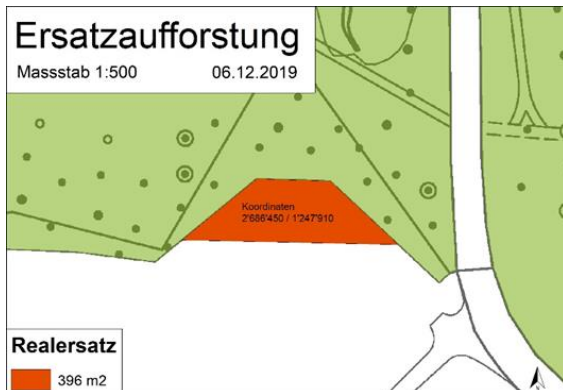 Ersatzaufforstung
Massstab 1:500 06.12.2019
Koordinaten
2'686'450 / 1'247'910
Realersatz
396 m2